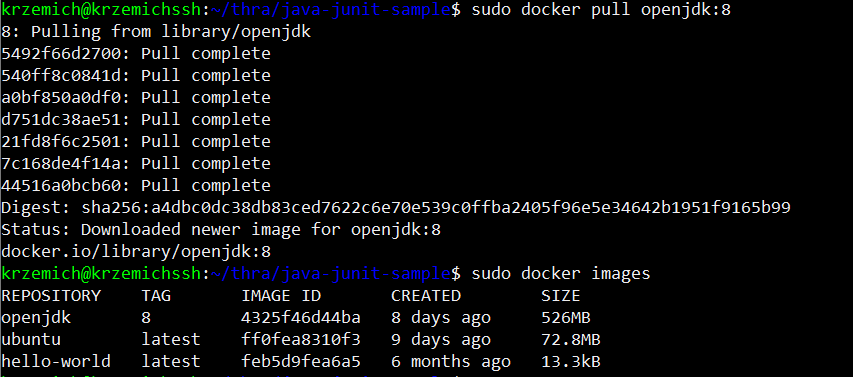 krzemich@krzemichssh:~/thra/java-junit-sample$ sudo docker pull openjdk:8
8: Pulling from library/openjdk
5492f66d2700: Pull complete
540ff8c0841d: Pull complete
a0bf850a0df0: Pull complete
d751dc38ae51: Pull complete
21fd8f6c2501: Pull complete
7c168de4f14a: Pull complete
44516a0bcb60: Pull complete
Digest: sha256:a4dbc0dc38db83ced7622c6e70e539c0ffba2405f96e5e34642b1951f9165b99
Status: Downloaded newer image for openjdk:8
docker.io/library/openjdk:8
krzemich@krzemichssh:~/thra/java-junit-sample$ sudo docker images
REPOSITORY    TAG       IMAGE ID       CREATED        SIZE
openjdk       8         4325f46d44ba   8 days ago     526MB
ubuntu        latest    ff0fea8310f3   9 days ago     72.8MB
hello-world   latest    feb5d9fea6a5   6 months ago   13.3kB